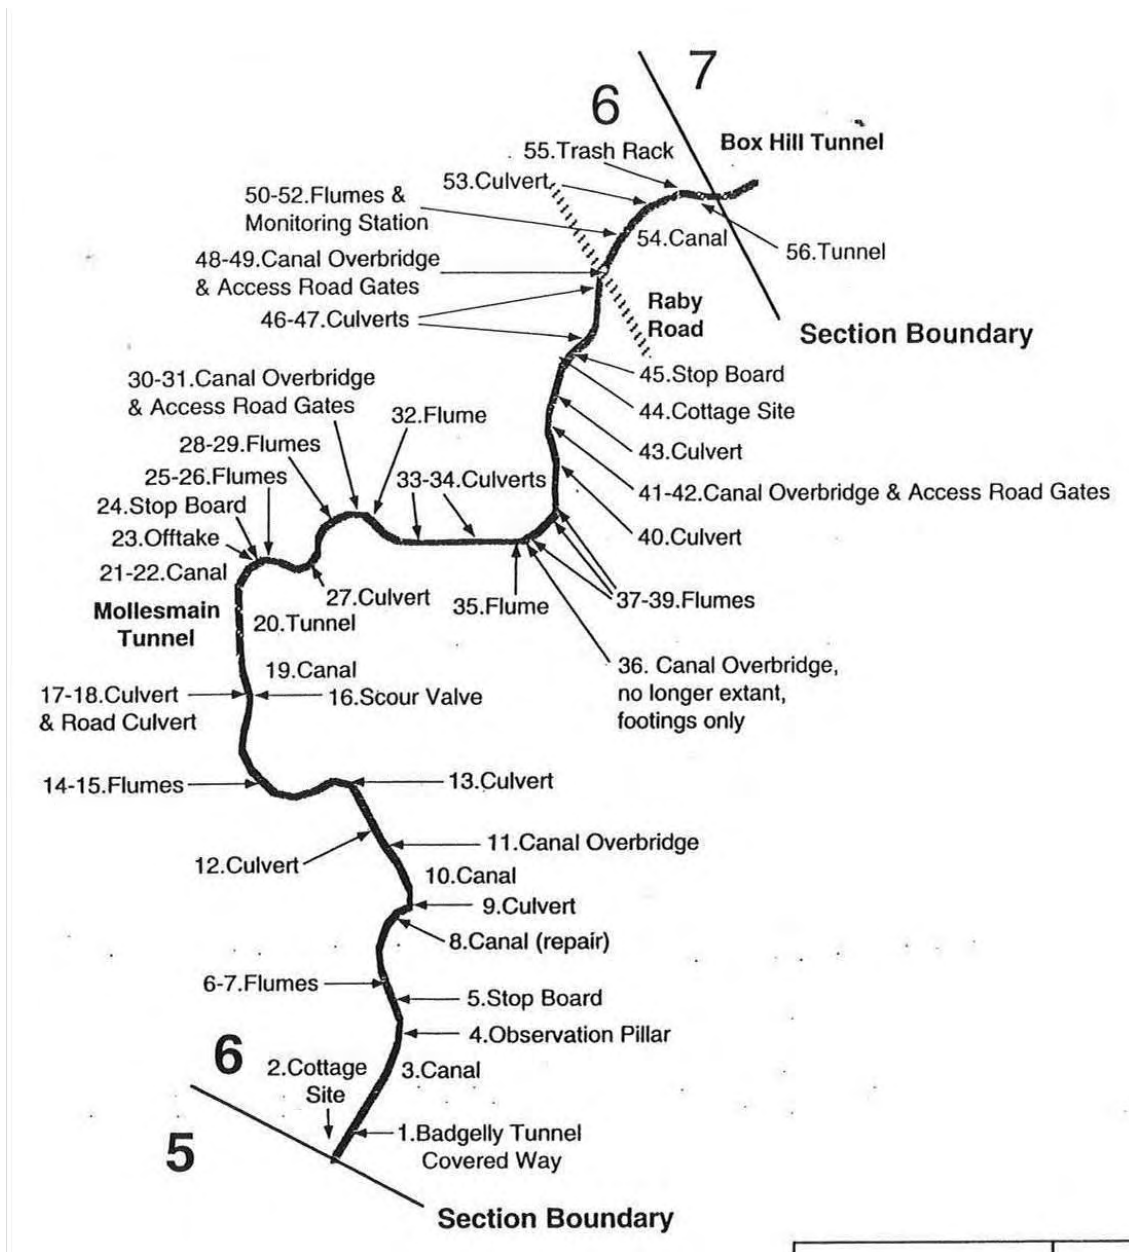 7
6
Box Hill Tunnel
55.Trash Rack
53.Culvert
50-52.Flumes &
Monitoring Station
54.Canal
56.Tunnel
48-49.Canal Overbridge
& Access Road Gates
Raby
Road
46-47.Culverts
Section Boundary
45.Stop Board
30-31.Canal Overbridge
& Access Road Gates
44.Cottage Site
32.Flume
28-29.Flumes
43.Culvert
25-26.Flumes
33-34.Culverts
41-42.Canal Overbridge & Access Road Gates
24.Stop Board
23.Offtake
40.Culvert
21-22.Canal
27.Culvert
35.Flume
37-39.Flumes
Mollesmain
Tunnel
20.Tunnel
19.Canal
36. Canal Overbridge,
no longer extant,
footings only
17-18.Culvert
& Road Culvert
16.Scour Valve
14-15.Flumes
13.Culvert
11.Canal Overbridge
12.Culvert
10.Canal
9.Culvert
8.Canal (repair)
6-7.Flumes
5.Stop Board
4.Observation Pillar
6
2.Cottage
Site
3.Canal
5
1.Badgelly Tunnel
Covered Way
Section Boundary